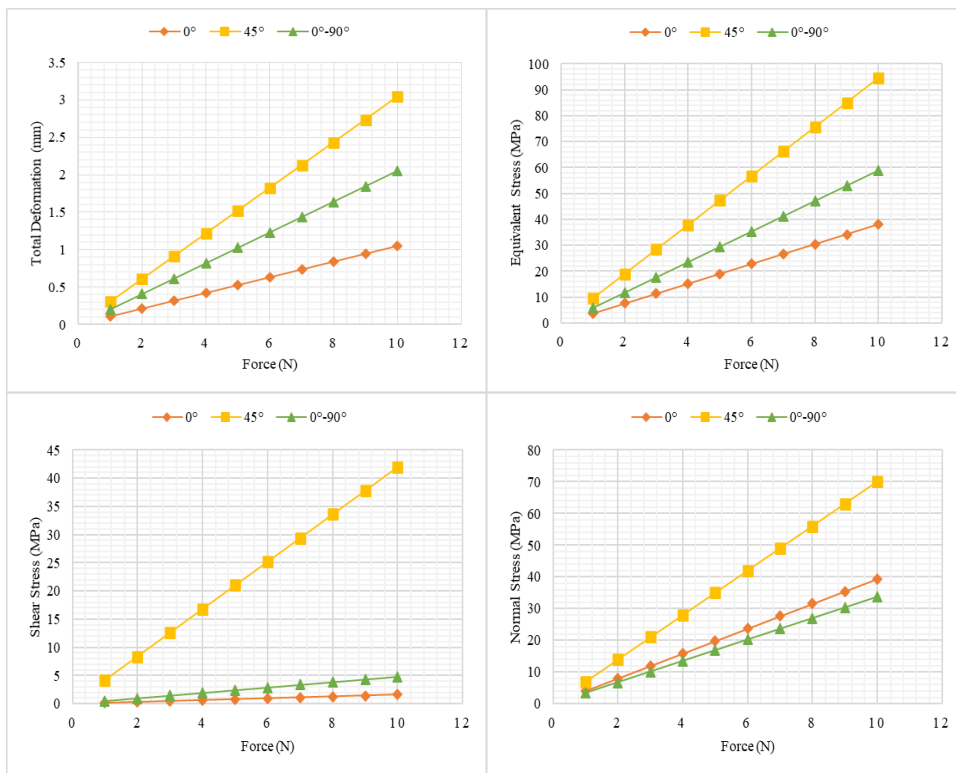 0° 45° 0°-90°
3.5
3
2.5
2
1.5
1
0.5
0
Total Deformation (mm)
0 2 4 6 8 10 12
Force (N)
0° 45° 0°-90°
100
90
80
70
60
50
40
30
20
10
0
Equivalent Stress (MPa)
0 2 4 6 8 10 12
Force (N)
0° 45° 0°-90°
45
40
35
30
25
20
15
10
5
0
Shear Stress (MPa)
0 2 4 6 8 10 12
Force (N)
0° 45° 0°-90°
80
70
60
50
40
30
20
10
0
Normal Stress (MPa)
0 2 4 6 8 10 12
Force (N)